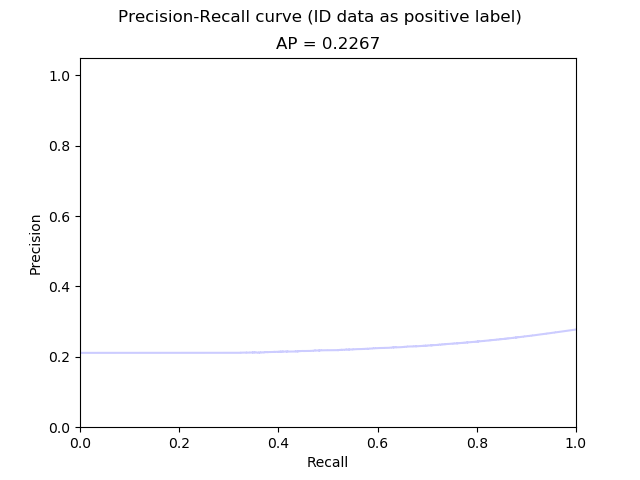 Precision-Recall curve (ID data as positive label)
AP = 0.2267
1.0
0.8
0.6
0.4
0.2
0.0
Precision
0.0 0.2 0.4 0.6 0.8 1.0
Recall